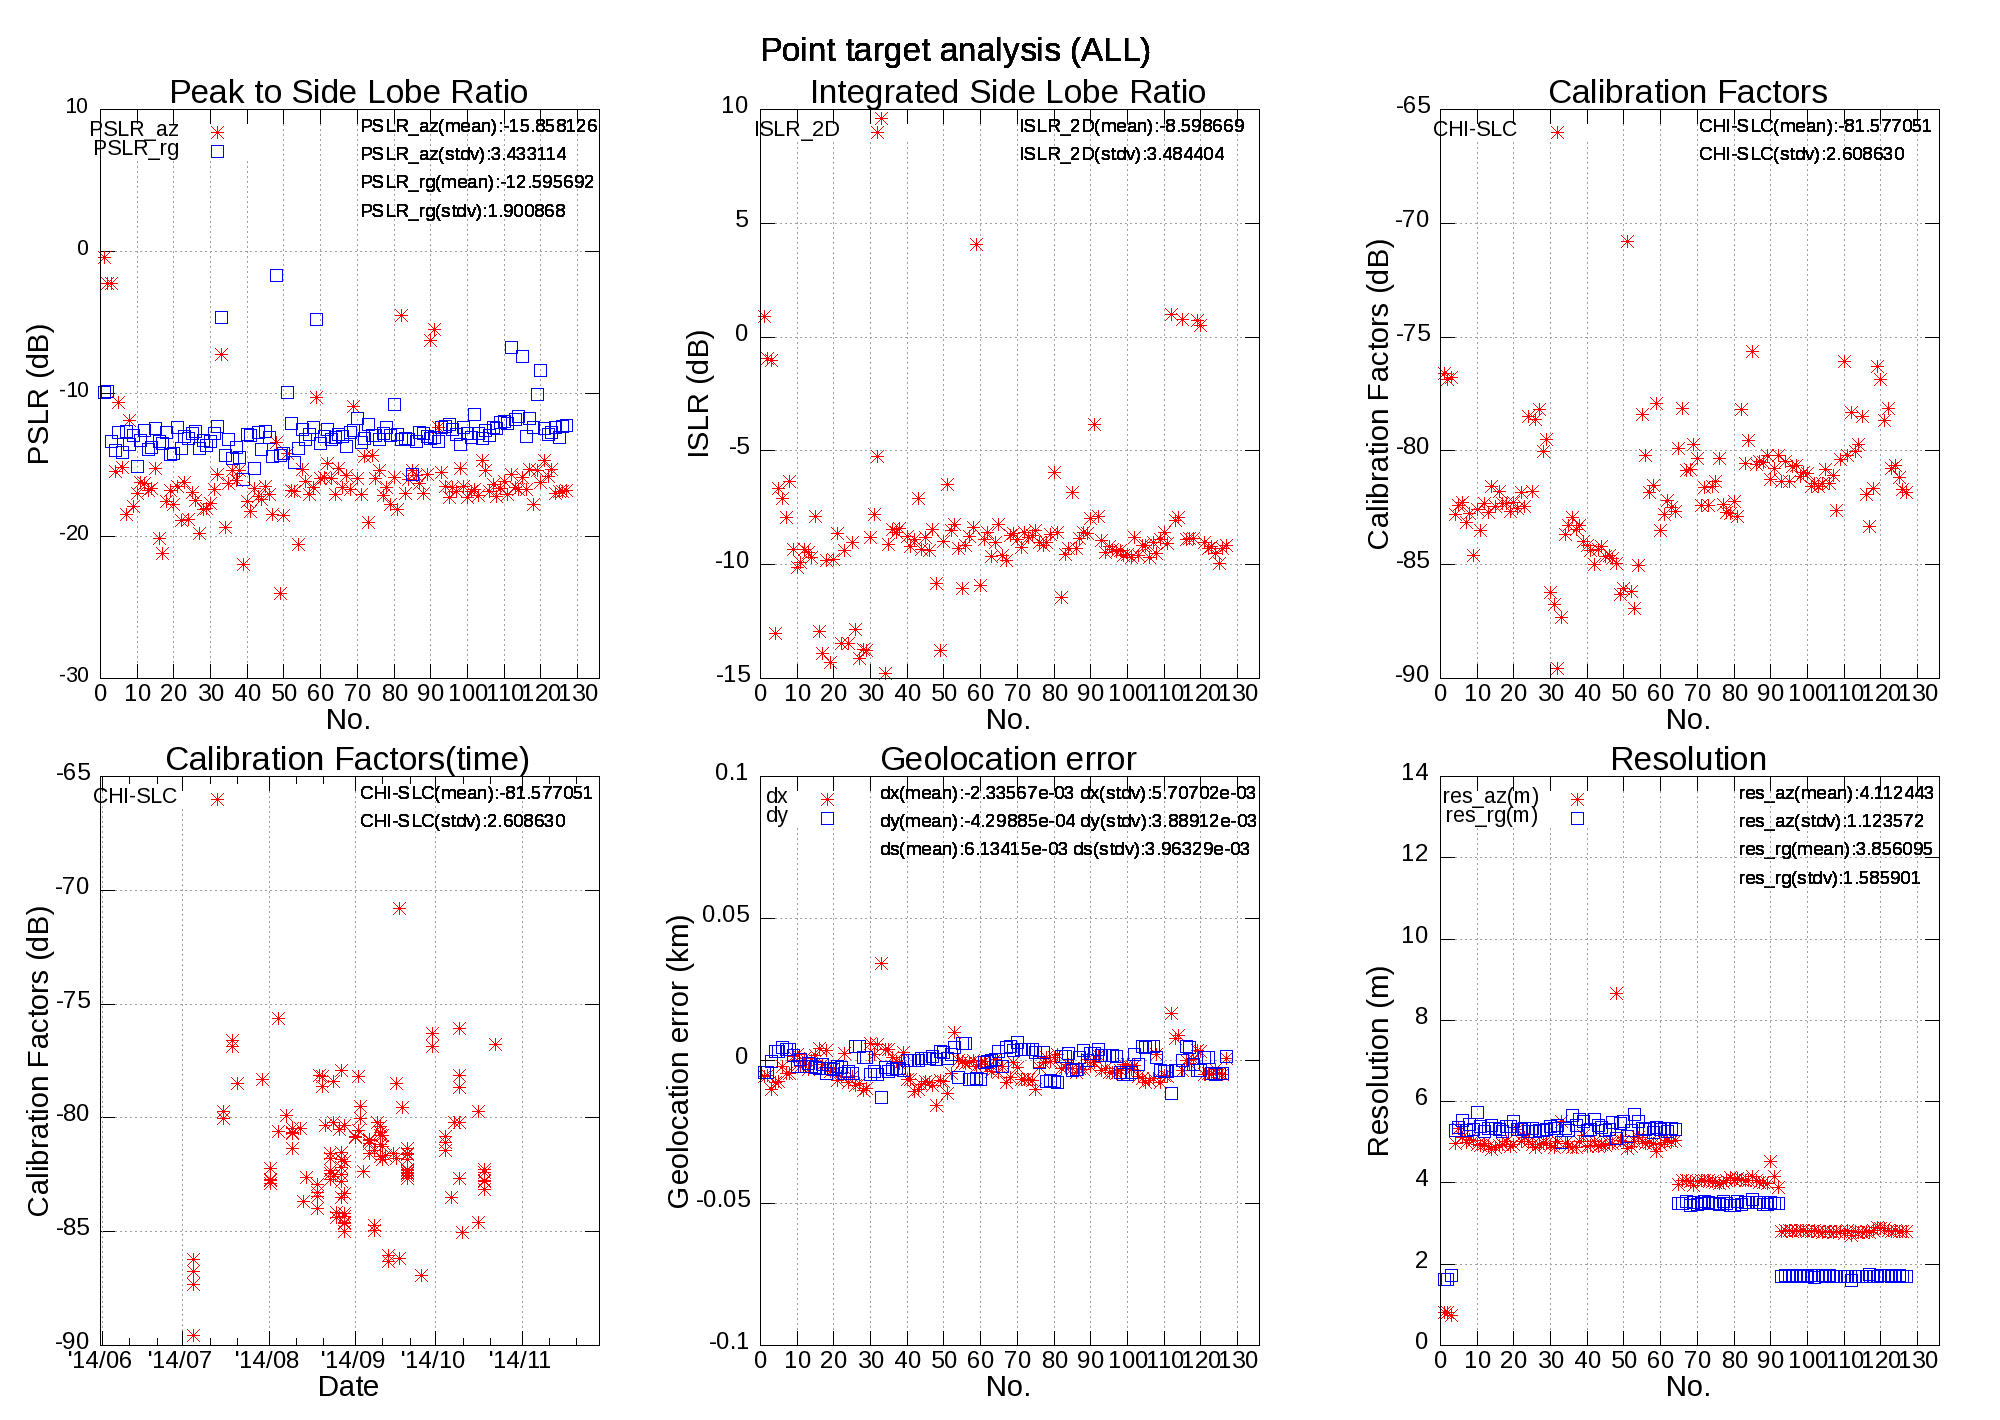 Point target analysis (ALL)
Peak to Side Lobe Ratio
PSLR_az
PSLR_rg
PSLR_az(mean):-15.858126
PSLR_az(stdv):3.433114
PSLR_rg(mean):-12.595692
PSLR_rg(stdv):1.900868
10
0
-10
-20
-30
PSLR (dB)
0 10 20 30 40 50 60 70 80 90 100 110 120 130
No.
Integrated Side Lobe Ratio
ISLR_2D
ISLR_2D(mean):-8.598669
ISLR_2D(stdv):3.484404
10
5
0
-5
-10
-15
ISLR (dB)
0 10 20 30 40 50 60 70 80 90 100 110 120 130
No.
Calibration Factors
CHI-SLC
CHI-SLC(mean):-81.577051
CHI-SLC(stdv):2.608630
-65
-70
-75
-80
-85
-90
Calibration Factors (dB)
0 10 20 30 40 50 60 70 80 90 100 110 120 130
No.
Calibration Factors(time)
CHI-SLC
CHI-SLC(mean):-81.577051
CHI-SLC(stdv):2.608630
-65
-70
-75
-80
-85
-90
Calibration Factors (dB)
'14/06 '14/07 '14/08 '14/09 '14/10 '14/11
Date
Geolocation error
dx
dy
dx(mean):-2.33567e-03 dx(stdv):5.70702e-03
dy(mean):-4.29885e-04 dy(stdv):3.88912e-03
ds(mean):6.13415e-03 ds(stdv):3.96329e-03
0.1
0.05
0
-0.05
-0.1
Geolocation error (km)
0 10 20 30 40 50 60 70 80 90 100 110 120 130
No.
Resolution
res_az(m)
res_rg(m)
res_az(mean):4.112443
res_az(stdv):1.123572
res_rg(mean):3.856095
res_rg(stdv):1.585901
14
12
10
8
6
4
2
0
Resolution (m)
0 10 20 30 40 50 60 70 80 90 100 110 120 130
No.